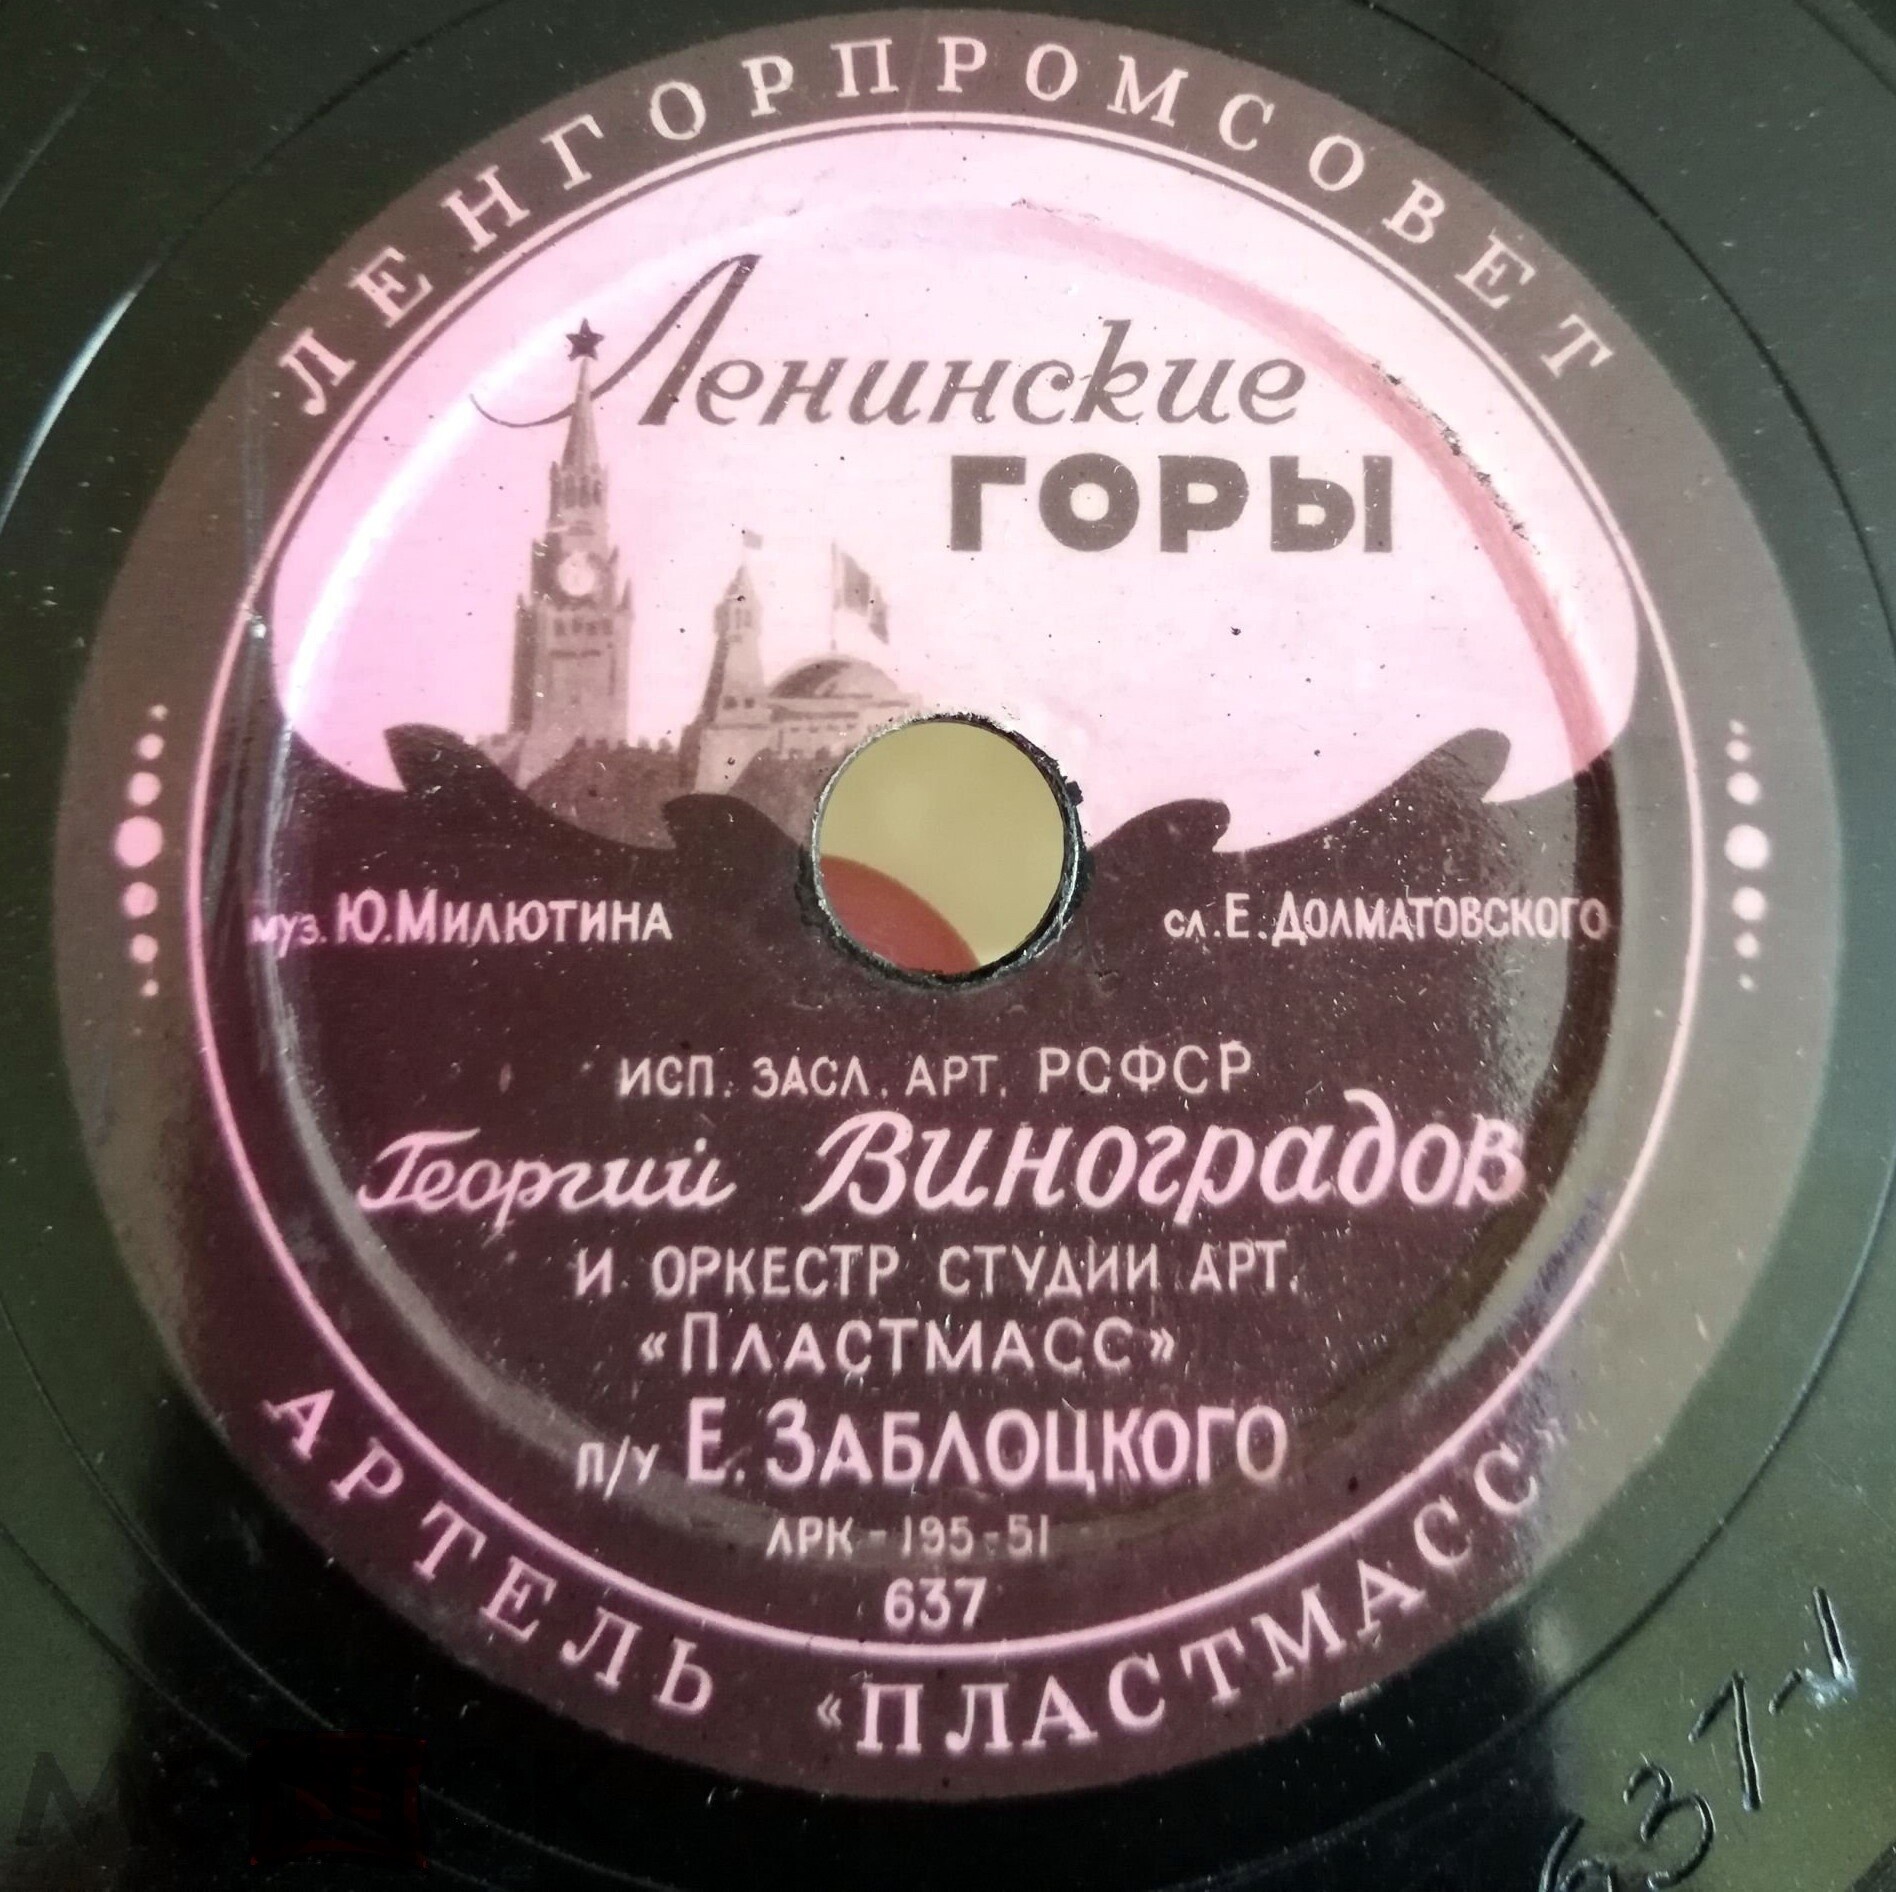 ЛЕНГОРПРОМСОВЕТ
Ленинские
ГОРЫ
муз. Ю. МИЛЮТИНА
сл. Е. ДОЛМАТОВСКОГО
ИСП. ЗАСЛ. АРТ. РСФСР
Георгий Виноградов
И ОРКЕСТР СТУДИИ АРТ.
«ПЛАСТМАСС»
П/У Е. ЗАБЛОЦКОГО
ЛРК-195-51
637
АРТЕЛЬ «ПЛАСТМАСС»
637-1